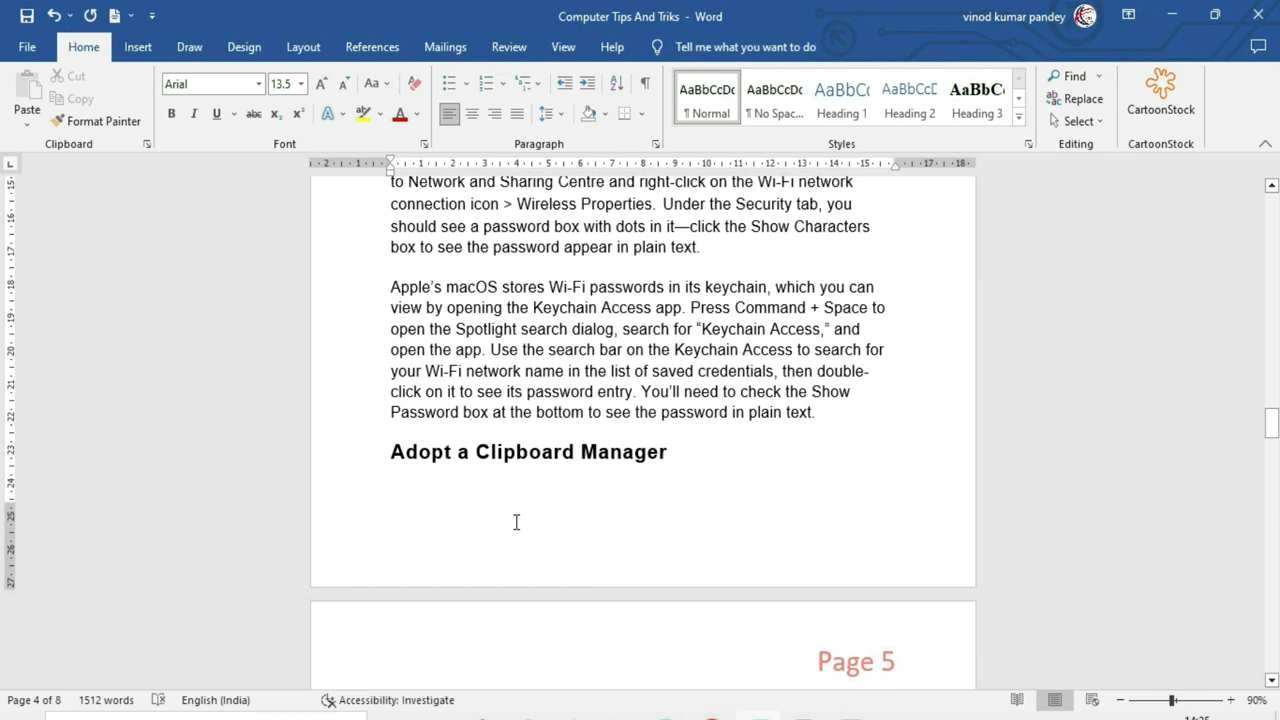 Computer Tips And Triks - Word
vinod kumar pandey
File Home Insert Draw Design Layout References Mailings Review View Help Tell me what you want to do
Paste
Cut
Copy
Format Painter
Clipboard
Arial 13.5
Font
Paragraph
AaBbCcDc AaBbCcDc AaBbCc AaBbCcD AaBbCc
¶ Normal ¶ No Spac... Heading 1 Heading 2 Heading 3
Styles
Find
Replace
Select
Editing
CartoonStock
CartoonStock
to Network and Sharing Centre and right-click on the Wi-Fi network
connection icon > Wireless Properties. Under the Security tab, you
should see a password box with dots in it—click the Show Characters
box to see the password appear in plain text.
Apple’s macOS stores Wi-Fi passwords in its keychain, which you can
view by opening the Keychain Access app. Press Command + Space to
open the Spotlight search dialog, search for “Keychain Access,” and
open the app. Use the search bar on the Keychain Access to search for
your Wi-Fi network name in the list of saved credentials, then double-
click on it to see its password entry. You’ll need to check the Show
Password box at the bottom to see the password in plain text.
Adopt a Clipboard Manager
Page 5
Page 4 of 8 1512 words English (India) Accessibility: Investigate 90%